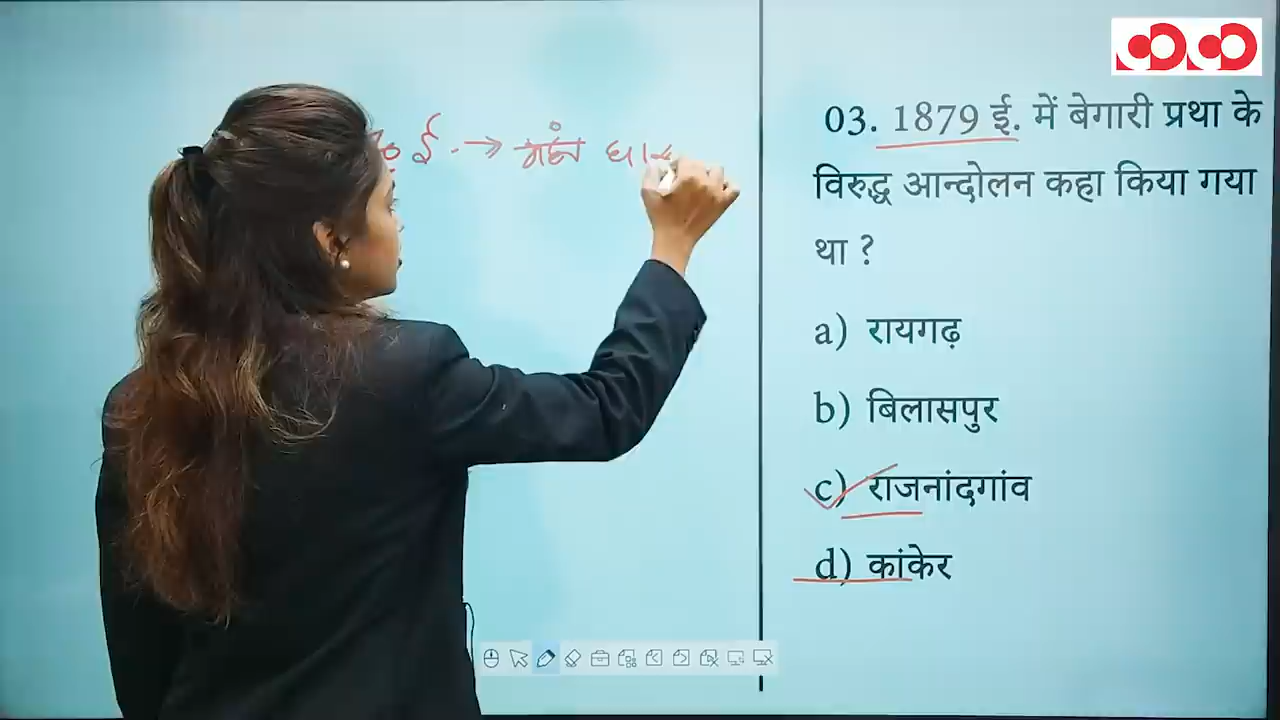 ई. →
03. 1879 ई. में बेगारी प्रथा के
विरुद्ध आन्दोलन कहा किया गया
था ?
a) रायगढ़
b) बिलासपुर
c) राजनांदगांव
d) कांकेर